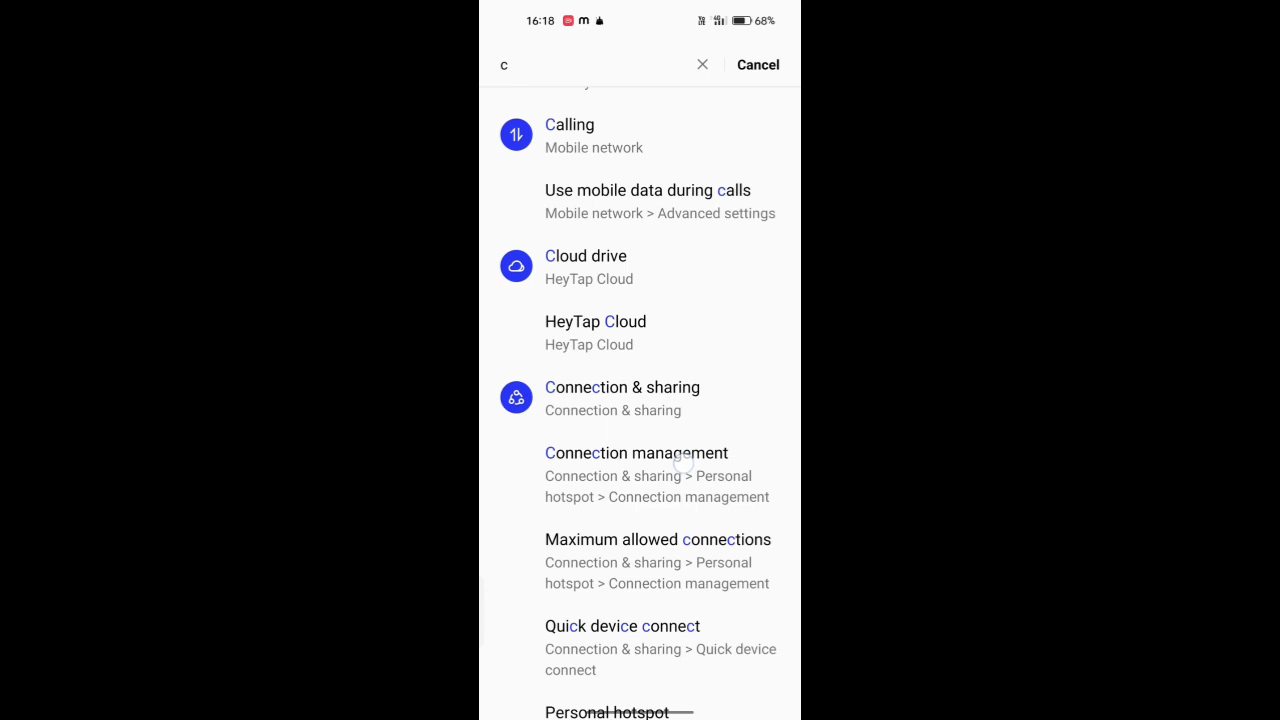 16:18 m 68%
c Cancel
Calling
Mobile network
Use mobile data during calls
Mobile network > Advanced settings
Cloud drive
HeyTap Cloud
HeyTap Cloud
HeyTap Cloud
Connection & sharing
Connection & sharing
Connection management
Connection & sharing > Personal
hotspot > Connection management
Maximum allowed connections
Connection & sharing > Personal
hotspot > Connection management
Quick device connect
Connection & sharing > Quick device
connect
Personal hotspot